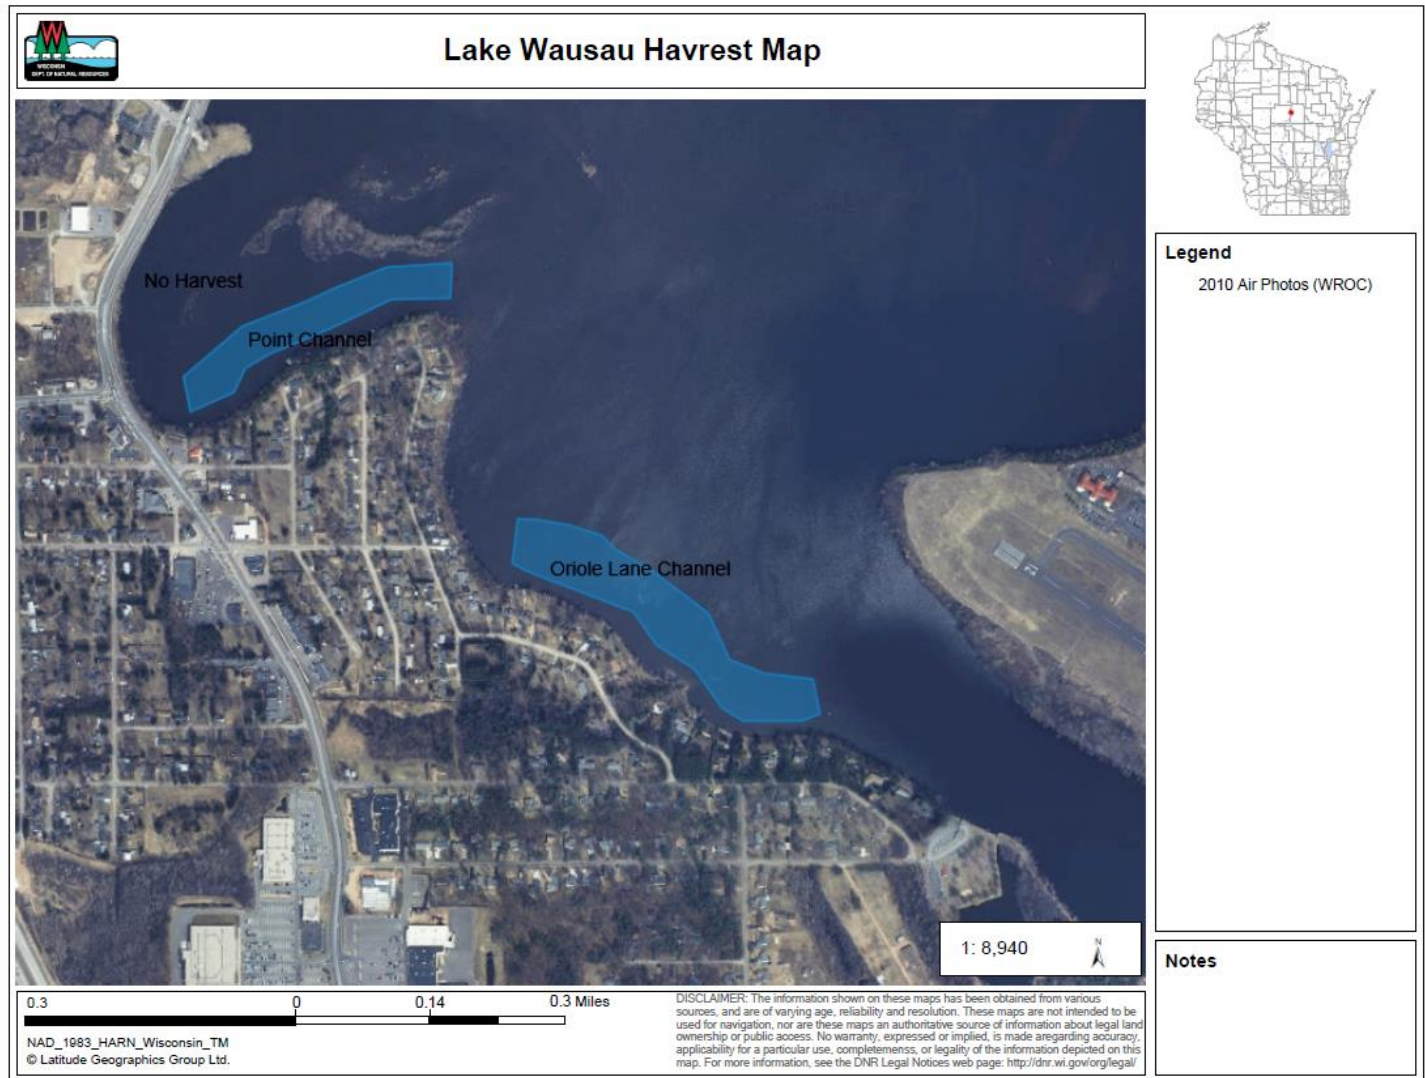 WISCONSIN
DEPT. OF NATURAL RESOURCES
Lake Wausau Havrest Map
No Harvest
Point Channel
Oriole Lane Channel
1: 8,940
N
Legend
2010 Air Photos (WROC)
Notes
0.3
0
0.14
0.3 Miles
NAD_1983_HARN_Wisconsin_TM
© Latitude Geographics Group Ltd.
DISCLAIMER: The information shown on these maps has been obtained from various
sources, and are of varying age, reliability and resolution. These maps are not intended to be
used for navigation, nor are these maps an authoritative source of information about legal land
ownership or public access. No warranty, expressed or implied, is made aregarding accuracy,
applicability for a particular use, completemenss, or legality of the information depicted on this
map. For more information, see the DNR Legal Notices web page: http://dnr.wi.gov/org/legal/